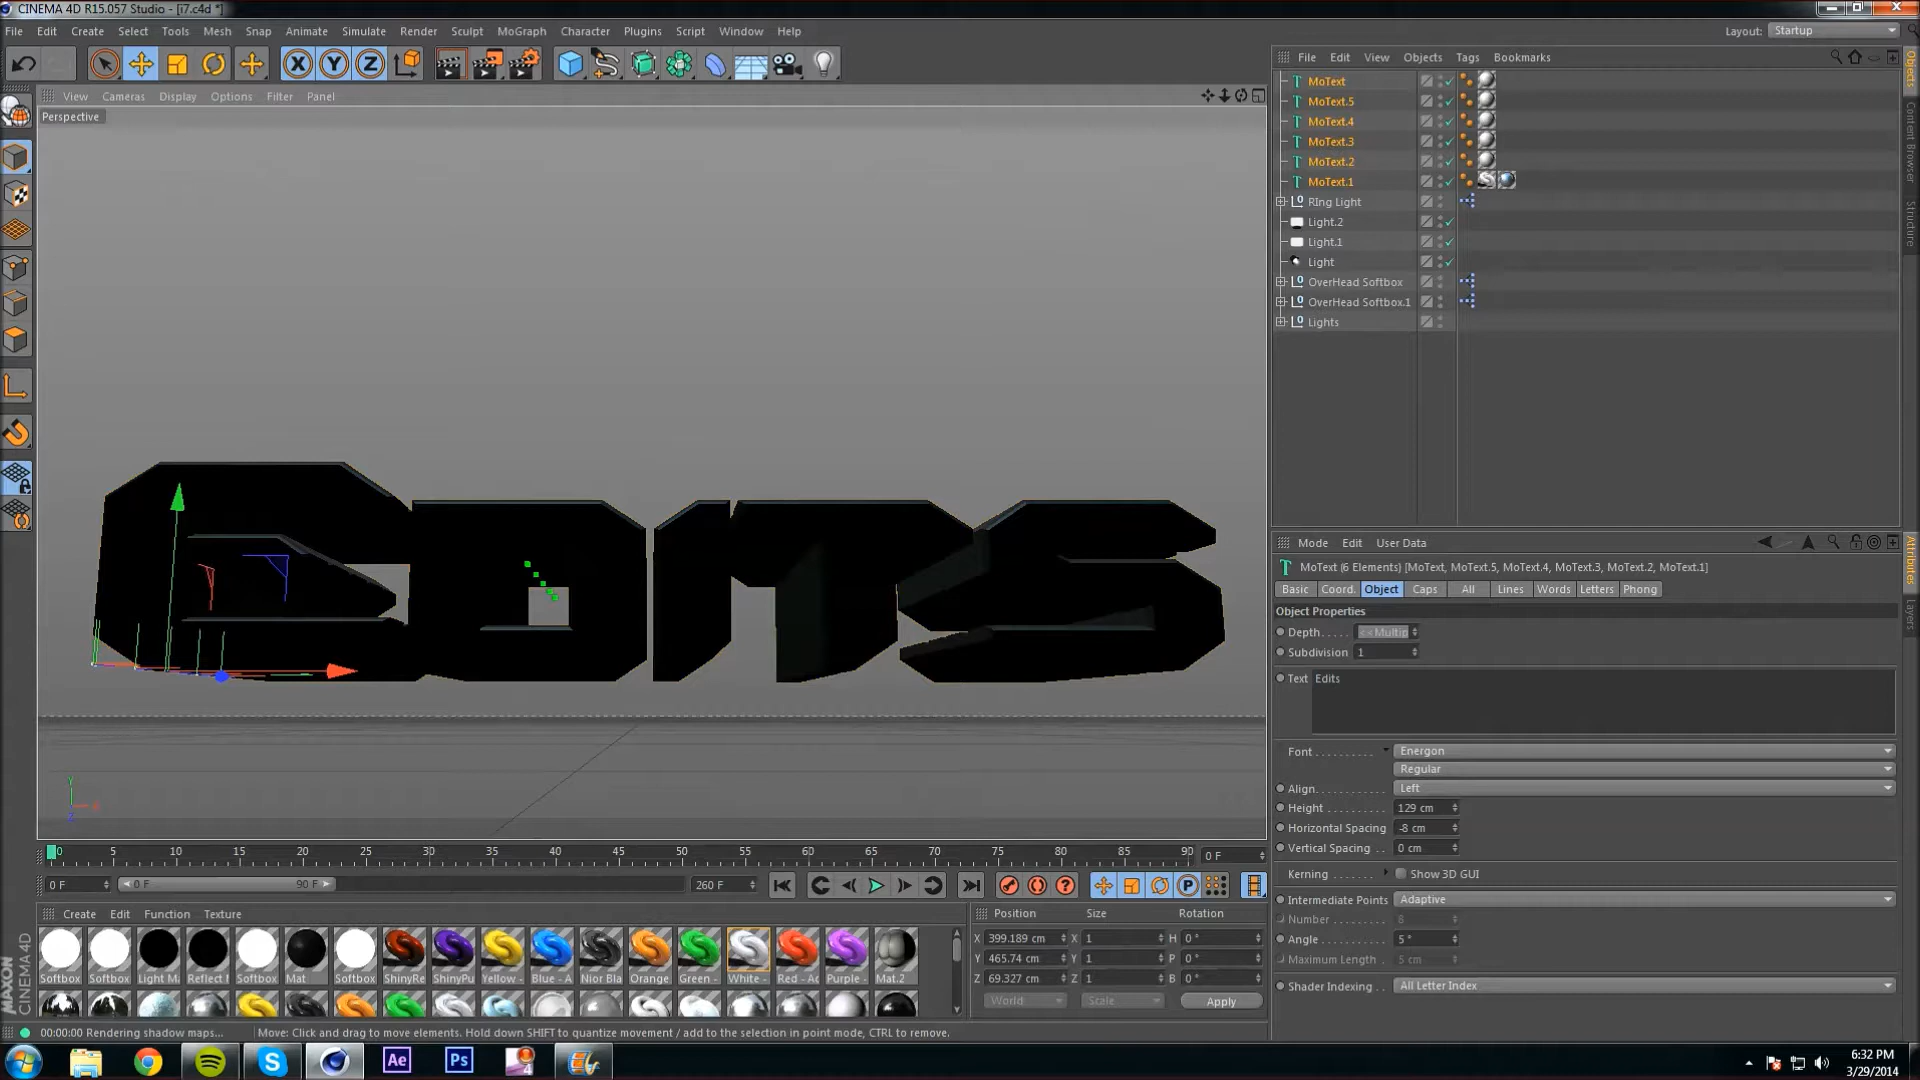 CINEMA 4D R15.057 Studio - [i7.c4d *]
File Edit Create Select Tools Mesh Snap Animate Simulate Render Sculpt MoGraph Character Plugins Script Window Help Layout: Startup
File Edit View Objects Tags Bookmarks
View Cameras Display Options Filter Panel
Perspective
MoText
MoText.5
MoText.4
MoText.3
MoText.2
MoText.1
RIng Light
Light.2
Light.1
Light
OverHead Softbox
OverHead Softbox.1
Lights
Objects
Content Browser
Structure
X Y Z
EDITS
Mode Edit User Data
MoText (6 Elements) [MoText, MoText.5, MoText.4, MoText.3, MoText.2, MoText.1]
Basic Coord. Object Caps All Lines Words Letters Phong
Object Properties
Depth <<Multip
Subdivision 1
Text Edits
Font Energon
Regular
Align Left
Height 129 cm
Horizontal Spacing -8 cm
Vertical Spacing 0 cm
Kerning Show 3D GUI
Intermediate Points Adaptive
Number 8
Angle 5 °
Maximum Length 5 cm
Shader Indexing All Letter Index
Attributes
Layers
0 5 10 15 20 25 30 35 40 45 50 55 60 65 70 75 80 85 90 0 F
0 F 0 F 90 F 260 F
Create Edit Function Texture
Softbox Softbox Light Ma Reflect M Softbox Mat Softbox ShinyRe ShinyPu Yellow - Blue - A Nior Bla Orange Green - White - Red - Ac Purple - Mat.2
Position Size Rotation
X 399.189 cm X 1 H 0 °
Y 465.74 cm Y 1 P 0 °
Z 69.327 cm Z 1 B 0 °
World Scale Apply
MAXON CINEMA 4D
00:00:00 Rendering shadow maps... Move: Click and drag to move elements. Hold down SHIFT to quantize movement / add to the selection in point mode, CTRL to remove.
Ae Ps
6:32 PM
3/29/2014